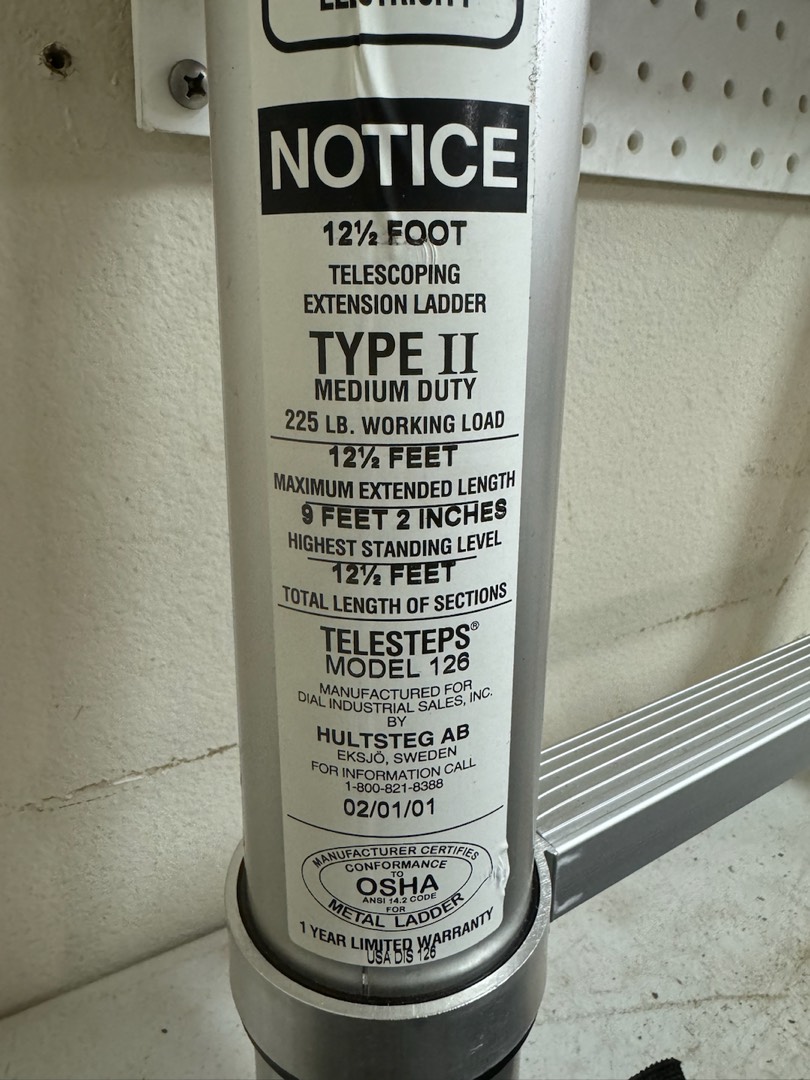 ELECTRICITY
NOTICE
12½ FOOT
TELESCOPING
EXTENSION LADDER
TYPE II
MEDIUM DUTY
225 LB. WORKING LOAD
12½ FEET
MAXIMUM EXTENDED LENGTH
9 FEET 2 INCHES
HIGHEST STANDING LEVEL
12½ FEET
TOTAL LENGTH OF SECTIONS
TELESTEPS®
MODEL 126
MANUFACTURED FOR
DIAL INDUSTRIAL SALES, INC.
BY
HULTSTEG AB
EKSJÖ, SWEDEN
FOR INFORMATION CALL
1-800-821-8388
02/01/01
MANUFACTURER CERTIFIES
CONFORMANCE
TO
OSHA
ANSI 14.2 CODE
FOR
METAL LADDER
1 YEAR LIMITED WARRANTY
USA DIS 126